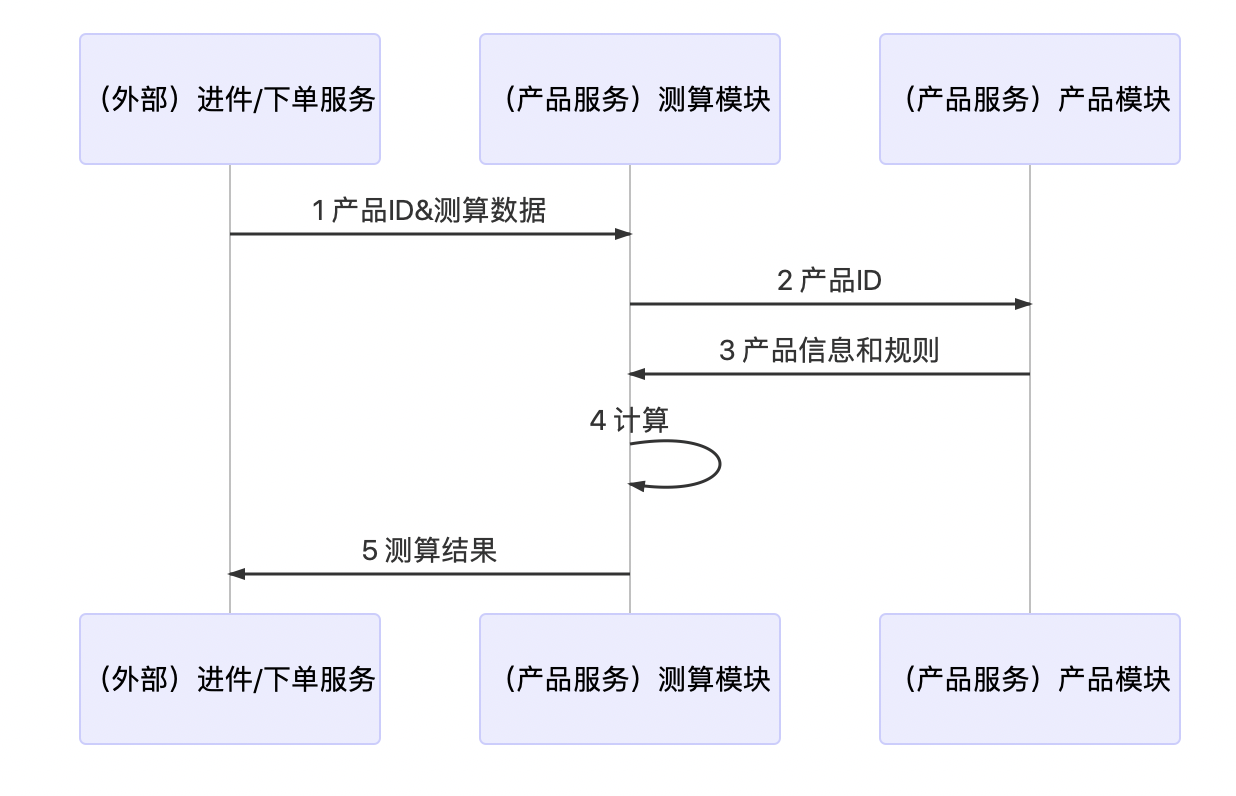 （外部）进件/下单服务
（产品服务）测算模块
（产品服务）产品模块
1 产品ID&测算数据
2 产品ID
3 产品信息和规则
4 计算
5 测算结果
（外部）进件/下单服务
（产品服务）测算模块
（产品服务）产品模块